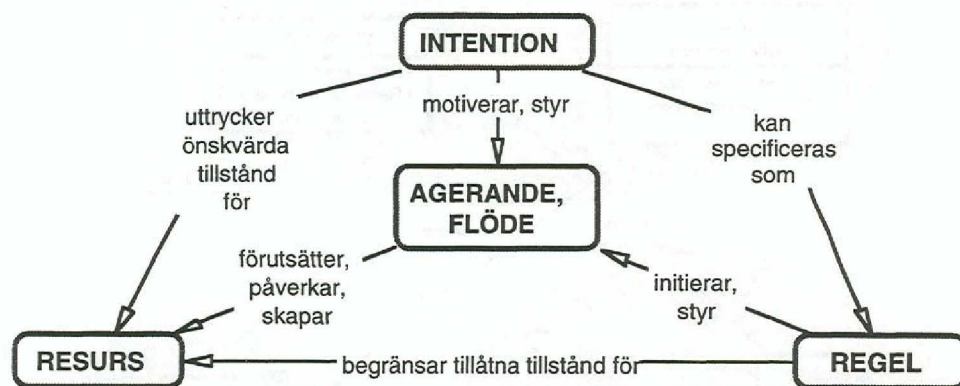 INTENTION
motiverar, styr
uttrycker
önskvärda
tillstånd
för
kan
specificeras
som
AGERANDE,
FLÖDE
förutsätter,
påverkar,
skapar
initierar,
styr
RESURS
begränsar tillåtna tillstånd för
REGEL